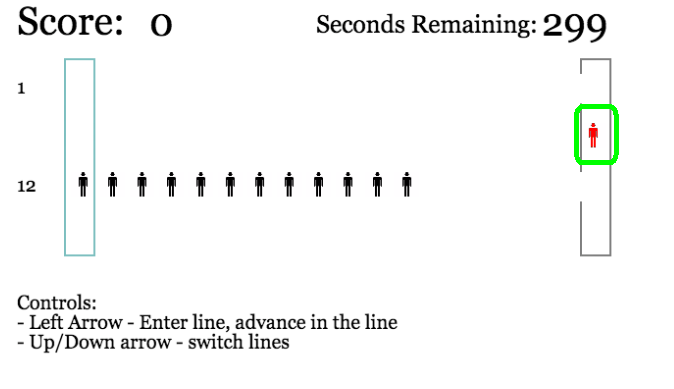 Score: 0 Seconds Remaining: 299
1
12
Controls:
- Left Arrow - Enter line, advance in the line
- Up/Down arrow - switch lines